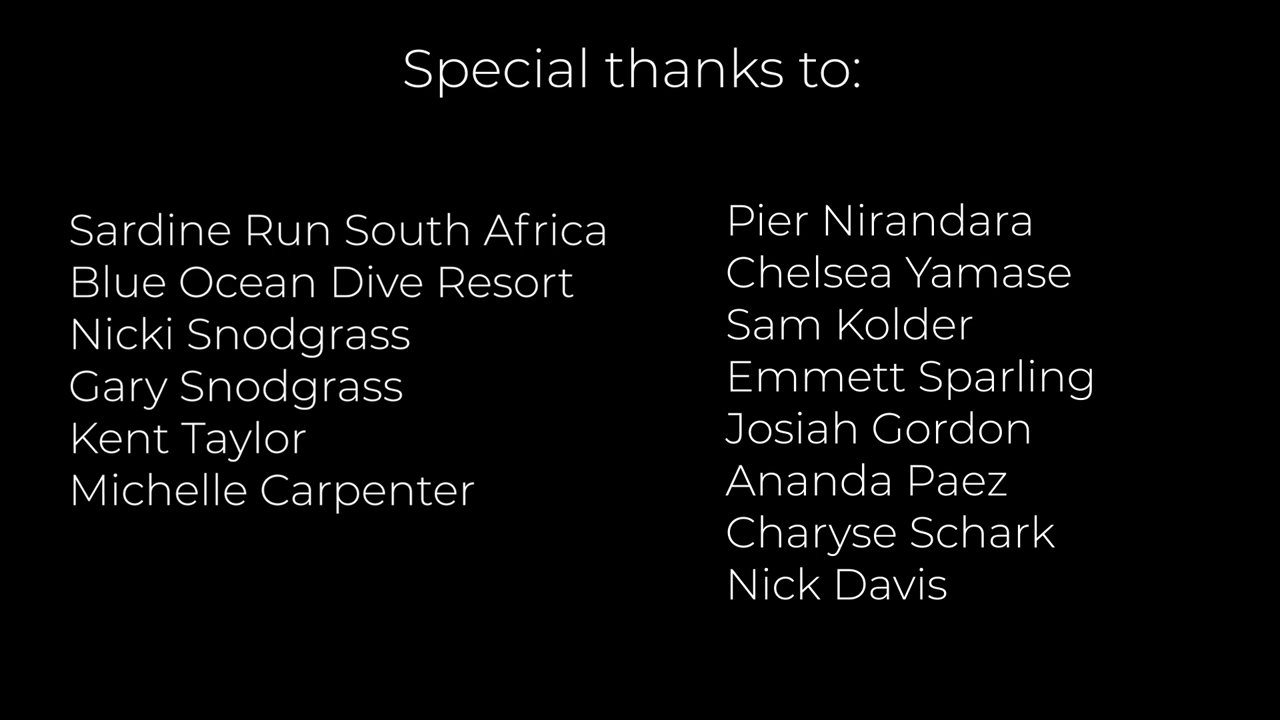 Special thanks to:
Sardine Run South Africa
Blue Ocean Dive Resort
Nicki Snodgrass
Gary Snodgrass
Kent Taylor
Michelle Carpenter
Pier Nirandara
Chelsea Yamase
Sam Kolder
Emmett Sparling
Josiah Gordon
Ananda Paez
Charyse Schark
Nick Davis